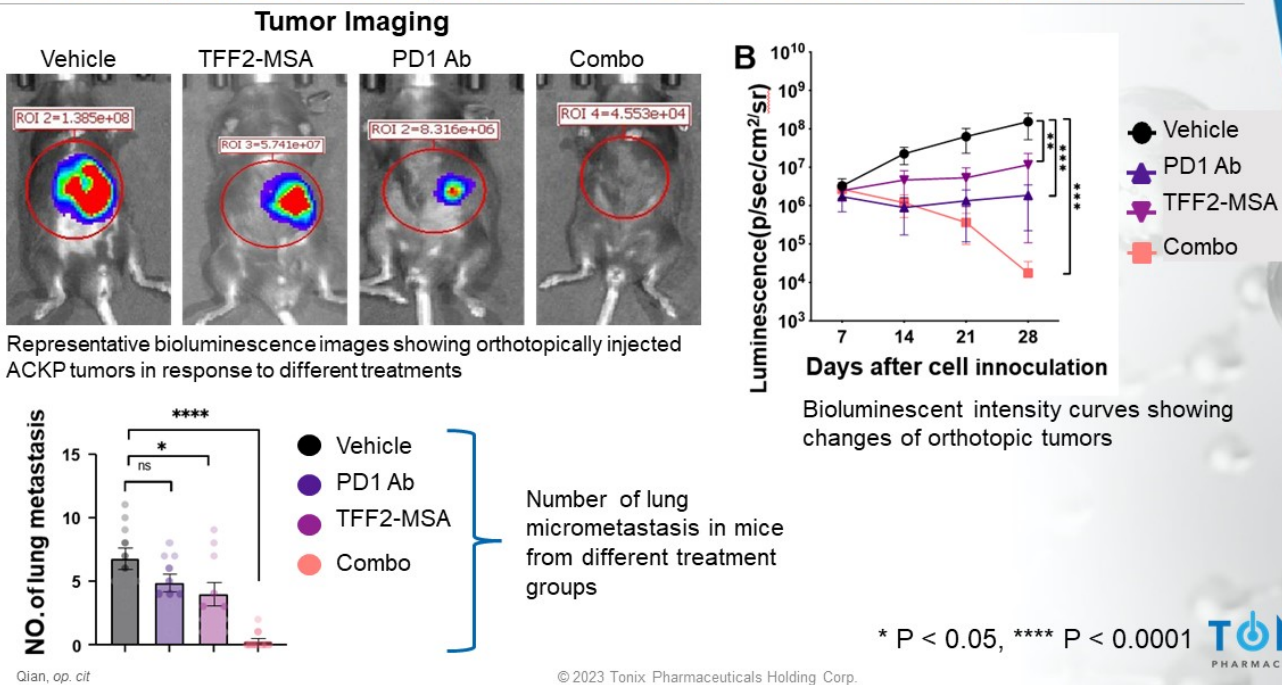 Tumor Imaging
Vehicle
TFF2-MSA
PD1 Ab
Combo
ROI 2=1.385e+08
ROI 3=5.741e+07
ROI 2=8.316e+06
ROI 4=4.553e+04
Representative bioluminescence images showing orthotopically injected
ACKP tumors in response to different treatments
B
Luminescence(p/sec/cm²/sr)
10¹⁰
10⁹
10⁸
10⁷
10⁶
10⁵
10⁴
10³
7
14
21
28
Days after cell innoculation
**
***
***
Vehicle
PD1 Ab
TFF2-MSA
Combo
Bioluminescent intensity curves showing
changes of orthotopic tumors
NO. of lung metastasis
15
10
5
0
****
*
ns
Vehicle
PD1 Ab
TFF2-MSA
Combo
Number of lung
micrometastasis in mice
from different treatment
groups
* P < 0.05, **** P < 0.0001
Qian, op. cit
© 2023 Tonix Pharmaceuticals Holding Corp.